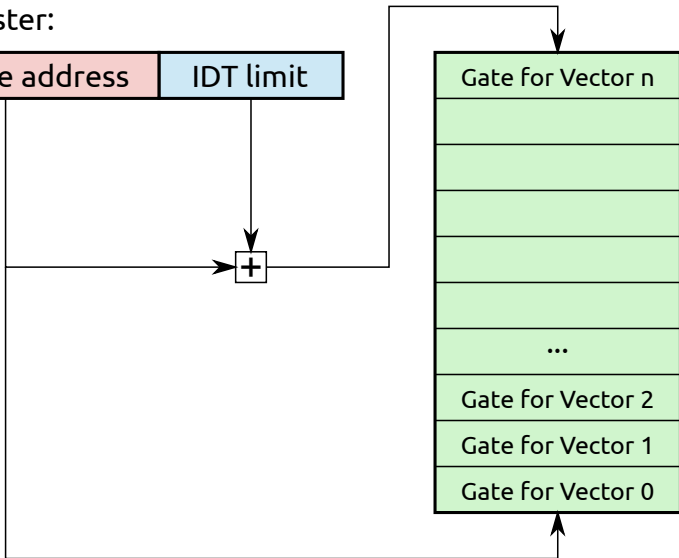 ster:
e address
IDT limit
+
Gate for Vector n
...
Gate for Vector 2
Gate for Vector 1
Gate for Vector 0